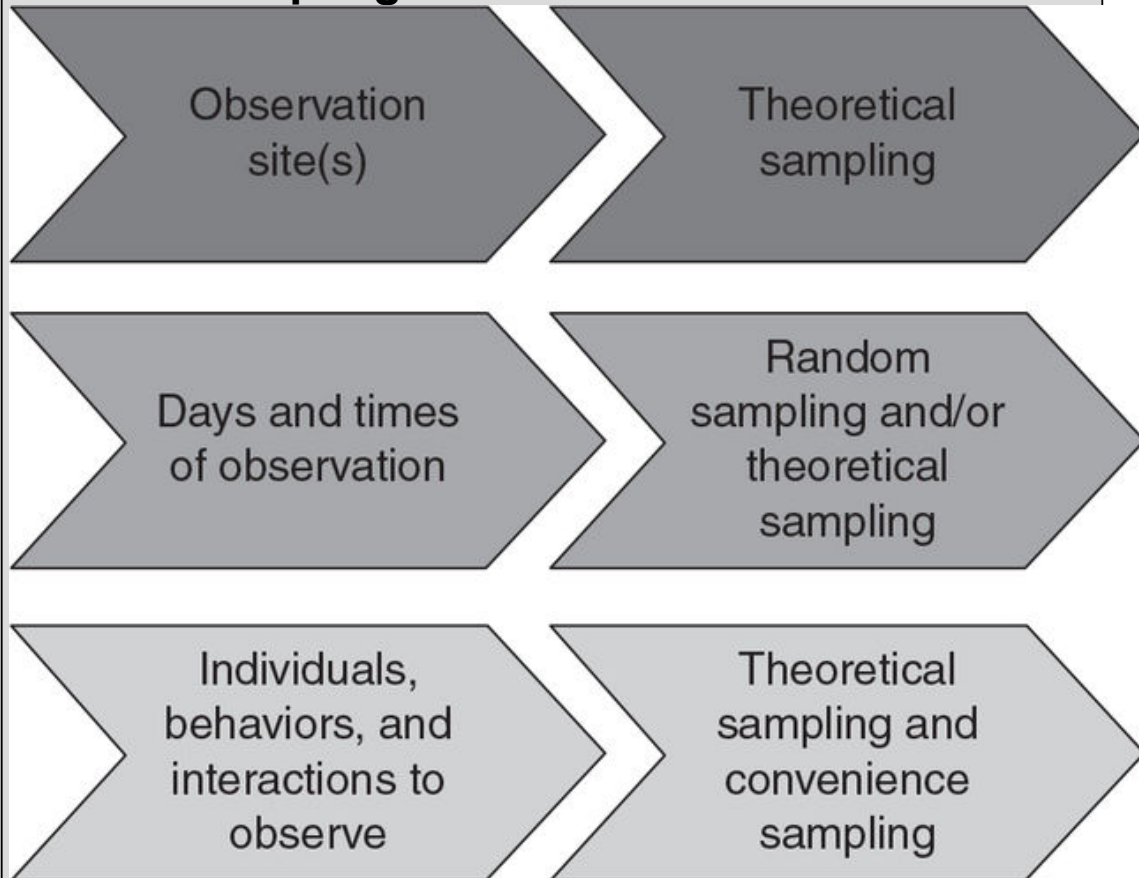 Observation
site(s)
Theoretical
sampling
Days and times
of observation
Random
sampling and/or
theoretical
sampling
Individuals,
behaviors, and
interactions to
observe
Theoretical
sampling and
convenience
sampling